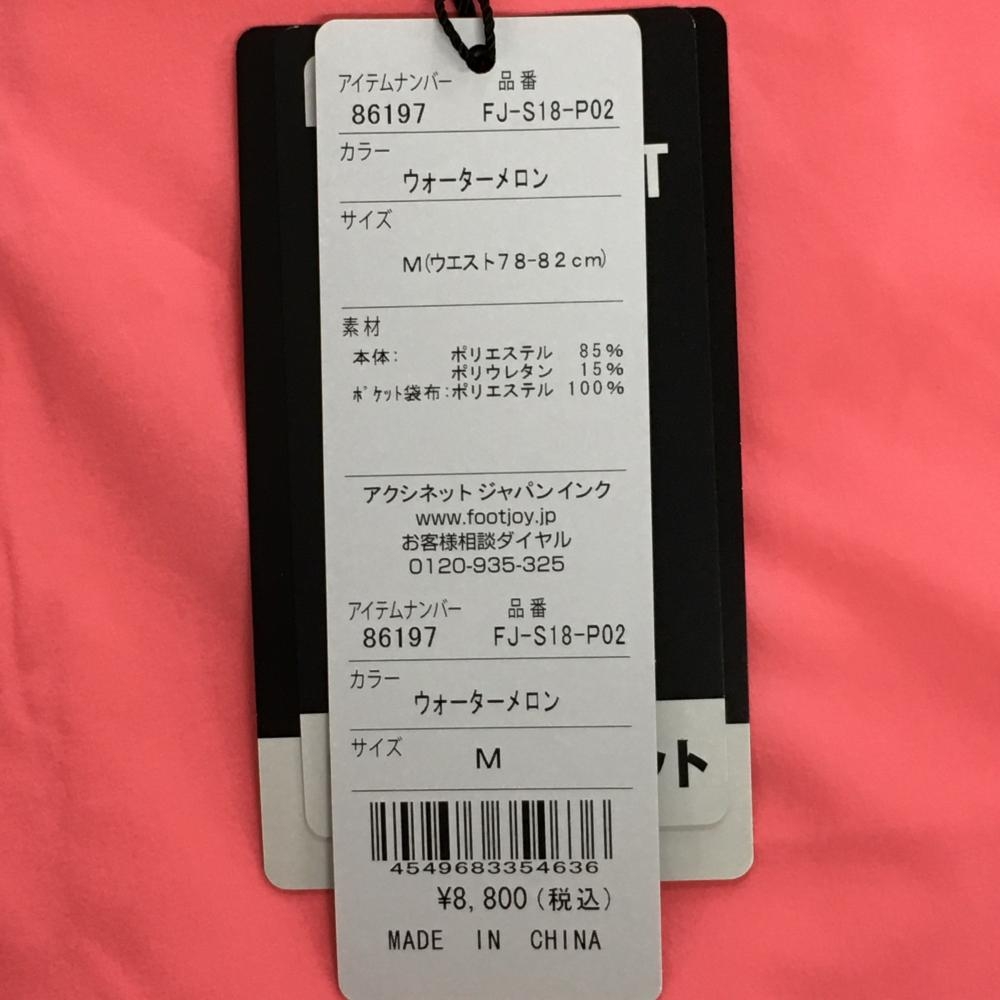 アイテムナンバー 品番
86197 FJ-S18-P02
カラー
ウォーターメロン
サイズ
M(ウエスト78-82cm)
素材
本体: ポリエステル 85%
ポリウレタン 15%
ﾎﾟｹｯﾄ袋布:ポリエステル 100%
アクシネット ジャパン インク
www.footjoy.jp
お客様相談ダイヤル
0120-935-325
アイテムナンバー 品番
86197 FJ-S18-P02
カラー
ウォーターメロン
サイズ
M
4549683354636
¥8,800(税込)
MADE IN CHINA